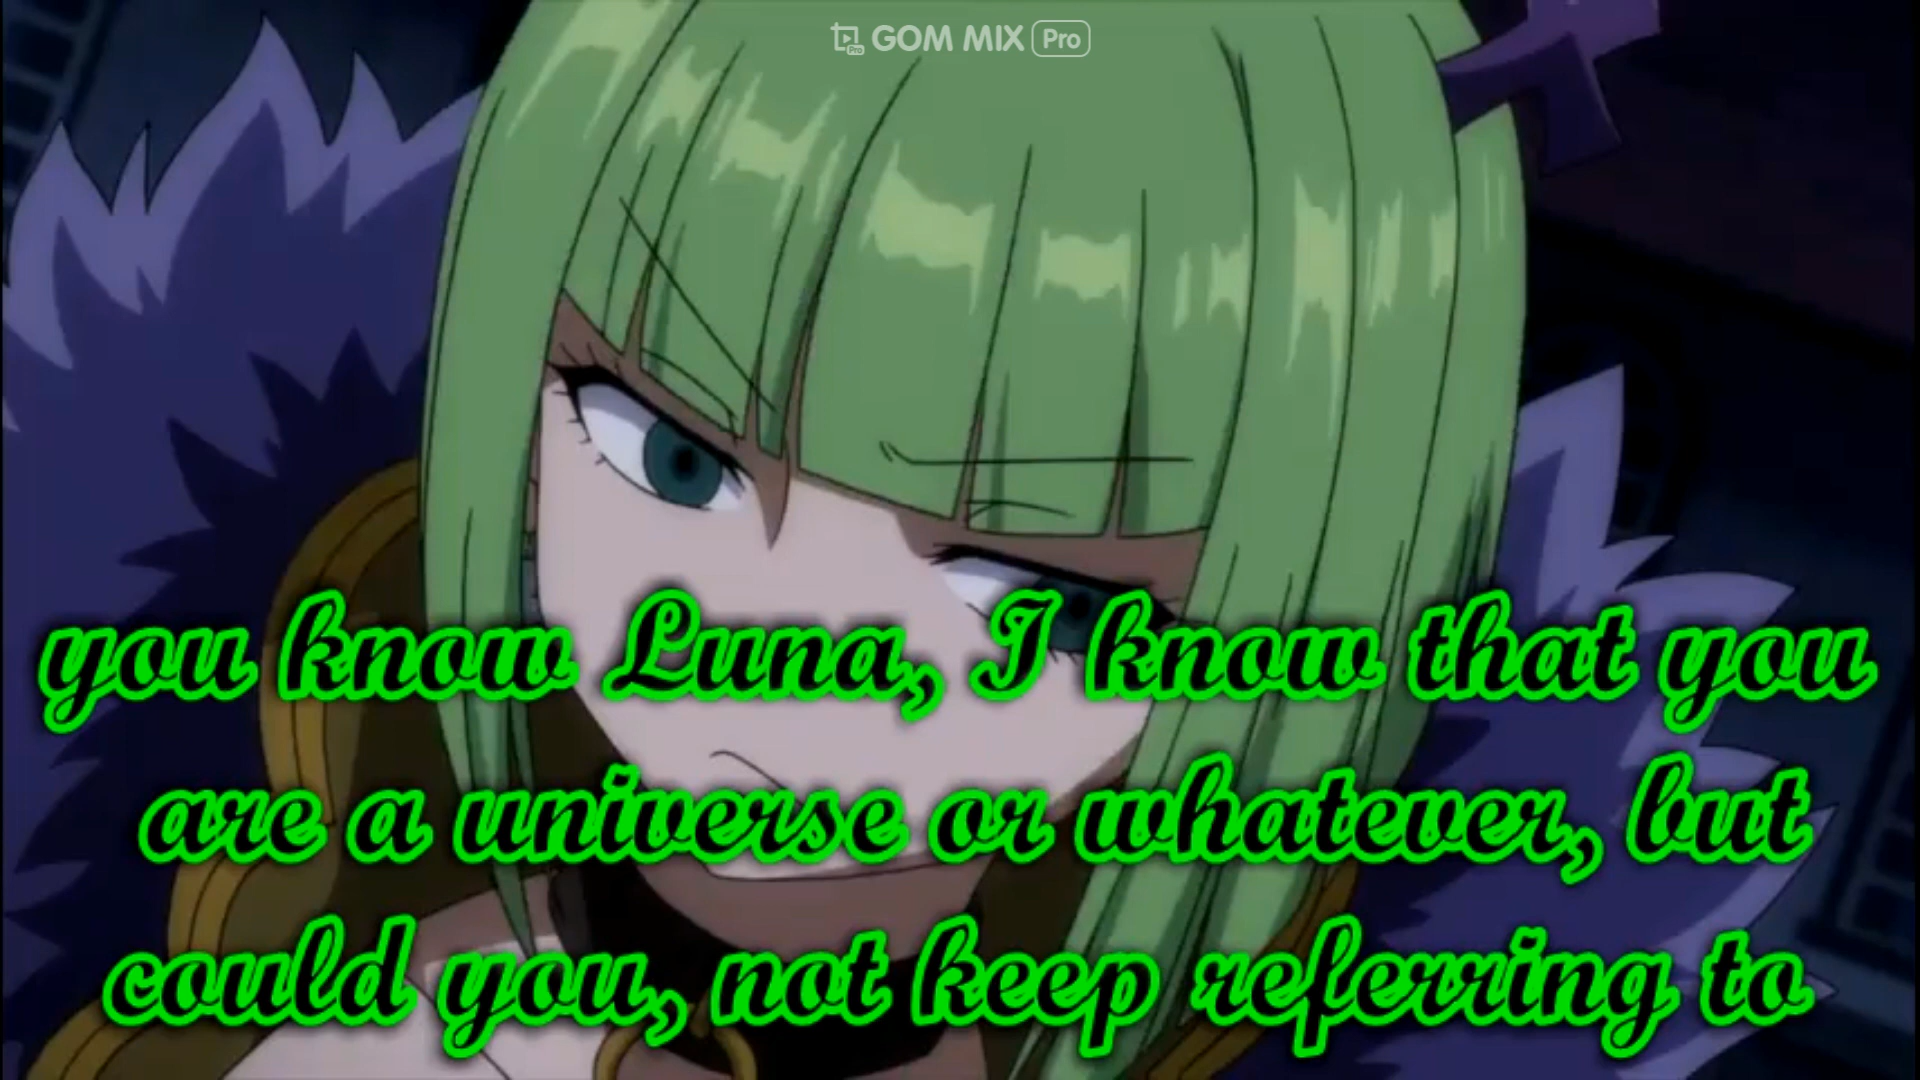 GOM MIX Pro
you know Luna, I know that you
are a universe or whatever, but
could you, not keep referring to